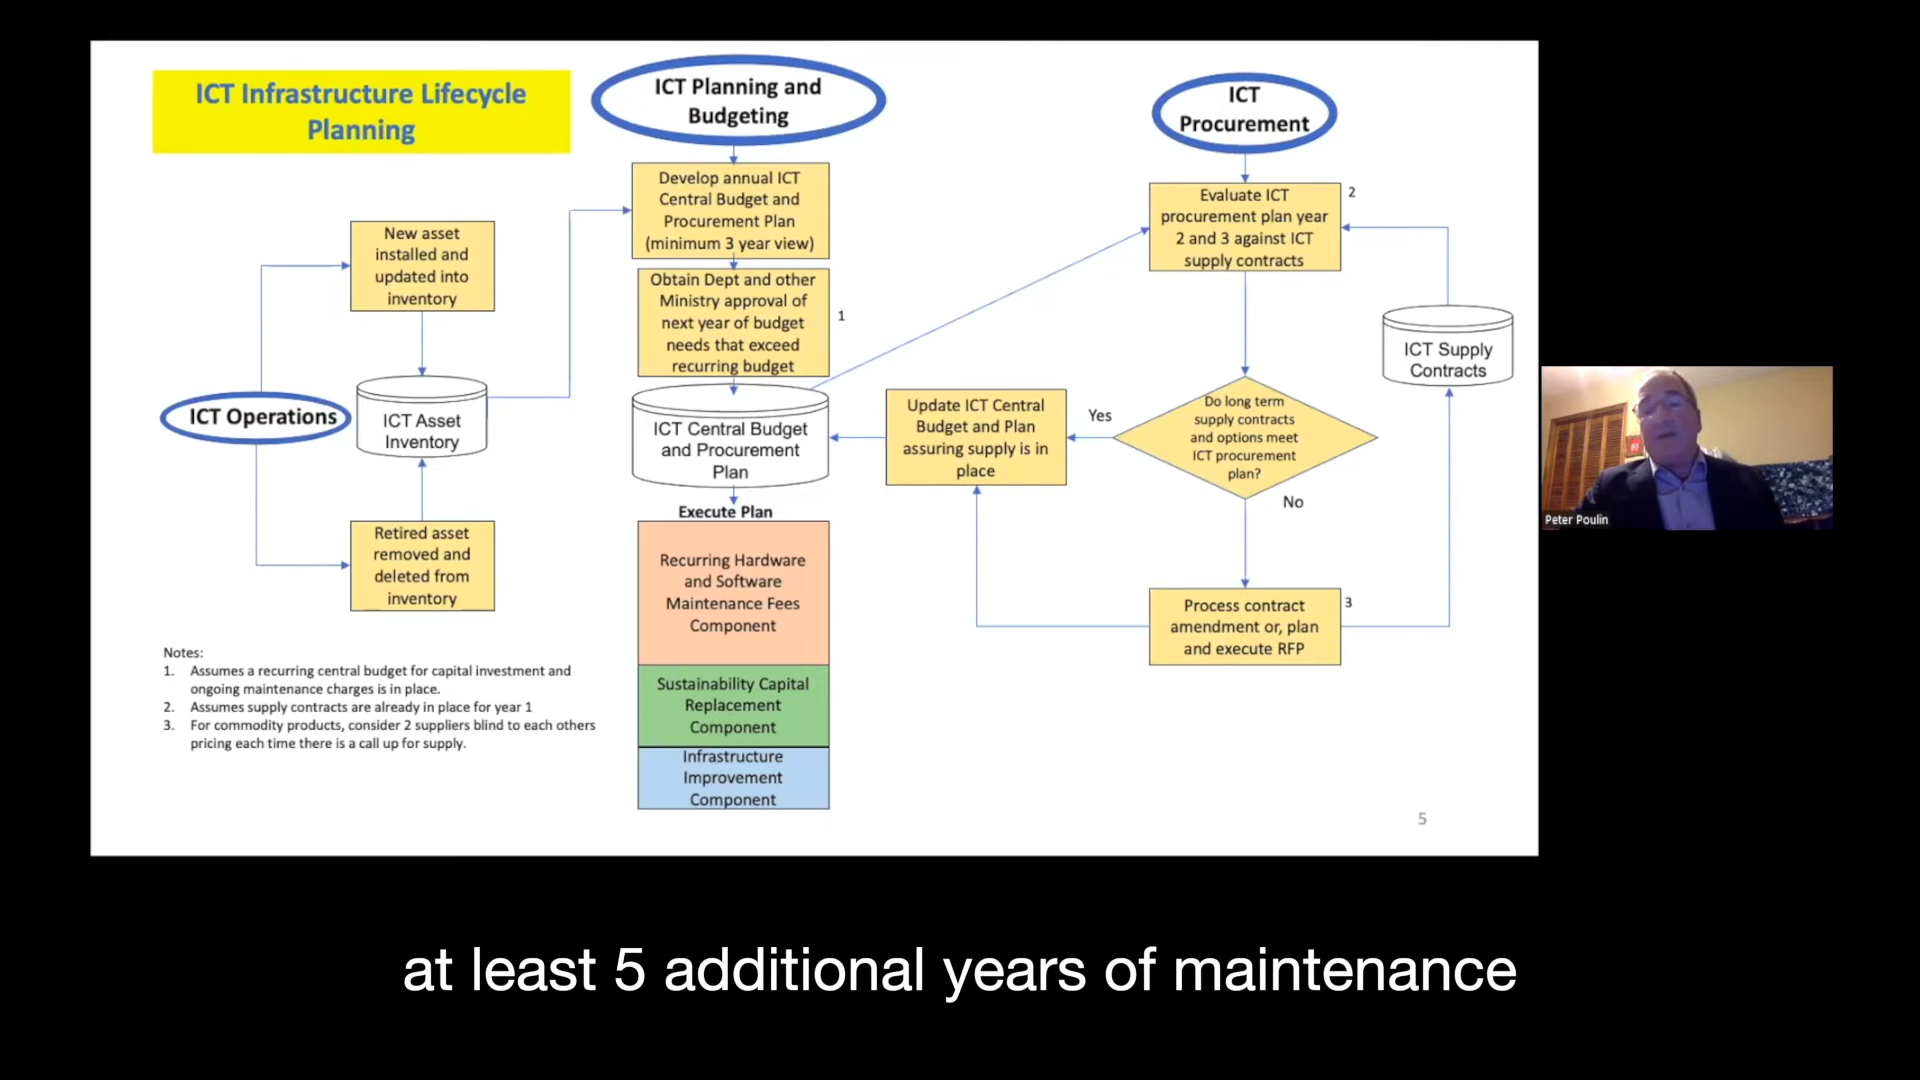 ICT Infrastructure Lifecycle
Planning
ICT Planning and
Budgeting
ICT
Procurement
Develop annual ICT
Central Budget and
Procurement Plan
(minimum 3 year view)
Evaluate ICT
procurement plan year
2 and 3 against ICT
supply contracts
2
New asset
installed and
updated into
inventory
Obtain Dept and other
Ministry approval of
next year of budget
needs that exceed
recurring budget
1
ICT Supply
Contracts
ICT Operations
ICT Asset
Inventory
ICT Central Budget
and Procurement
Plan
Update ICT Central
Budget and Plan
assuring supply is in
place
Yes
Do long term
supply contracts
and options meet
ICT procurement
plan?
No
Execute Plan
Retired asset
removed and
deleted from
inventory
Recurring Hardware
and Software
Maintenance Fees
Component
Process contract
amendment or, plan
and execute RFP
3
Sustainability Capital
Replacement
Component
Infrastructure
Improvement
Component
Notes:
1. Assumes a recurring central budget for capital investment and
ongoing maintenance charges is in place.
2. Assumes supply contracts are already in place for year 1
3. For commodity products, consider 2 suppliers blind to each others
pricing each time there is a call up for supply.
5
Peter Poulin
at least 5 additional years of maintenance